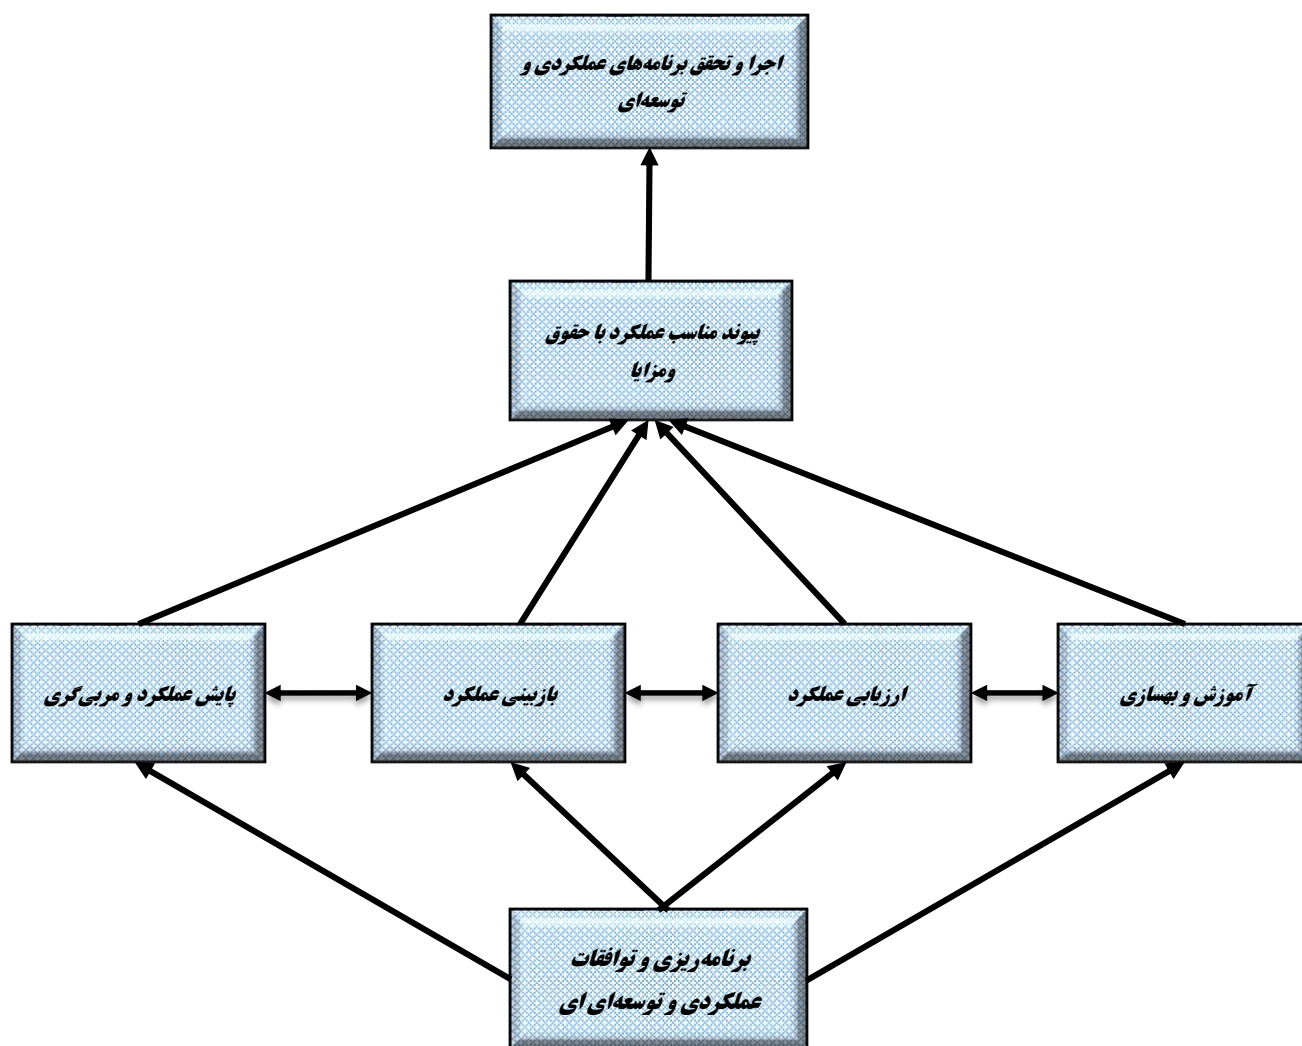 اجرا و تحقق برنامه‌های عملکردی و
توسعه‌ای
پیوند مناسب عملکرد با حقوق
ومزایا
آموزش و بهسازی
ارزیابی عملکرد
بازبینی عملکرد
پایش عملکرد و مربی‌گری
برنامه‌ریزی و توافقات
عملکردی و توسعه‌ای ای